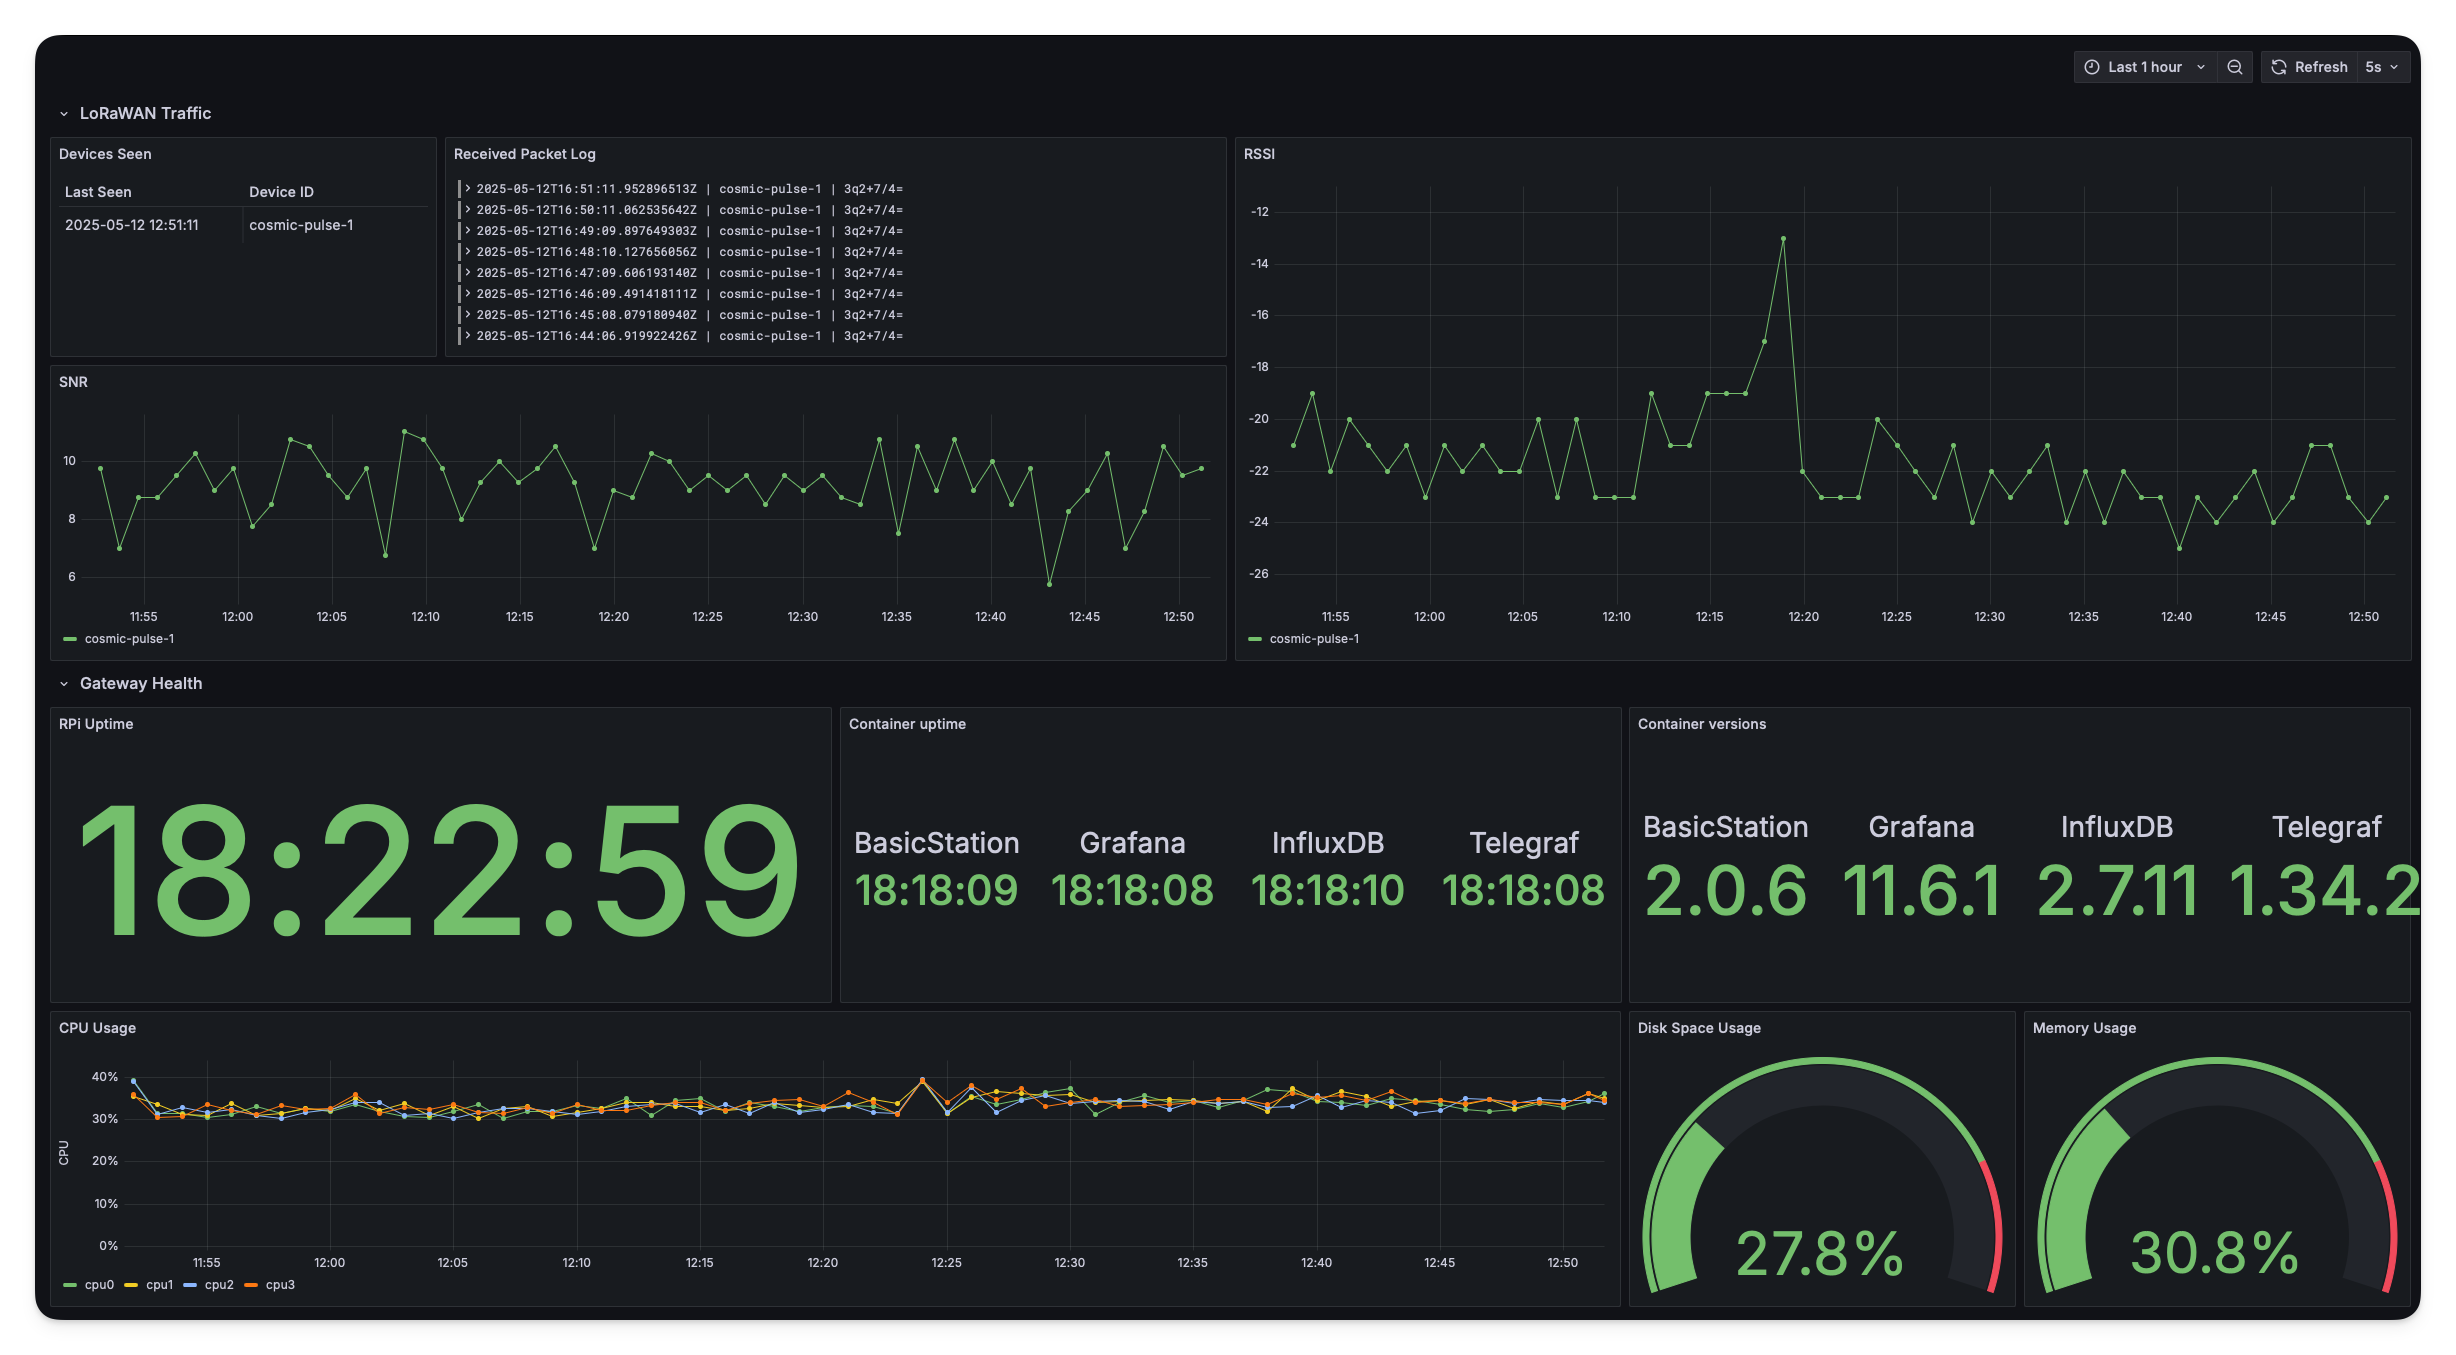 Last 1 hour
Refresh 5s
LoRaWAN Traffic
Devices Seen
Last Seen Device ID
2025-05-12 12:51:11 cosmic-pulse-1
Received Packet Log
2025-05-12T16:51:11.952896513Z | cosmic-pulse-1 | 3q2+7/4=
2025-05-12T16:50:11.062535642Z | cosmic-pulse-1 | 3q2+7/4=
2025-05-12T16:49:09.897649303Z | cosmic-pulse-1 | 3q2+7/4=
2025-05-12T16:48:10.127656056Z | cosmic-pulse-1 | 3q2+7/4=
2025-05-12T16:47:09.606193140Z | cosmic-pulse-1 | 3q2+7/4=
2025-05-12T16:46:09.491418111Z | cosmic-pulse-1 | 3q2+7/4=
2025-05-12T16:45:08.079180940Z | cosmic-pulse-1 | 3q2+7/4=
2025-05-12T16:44:06.919922426Z | cosmic-pulse-1 | 3q2+7/4=
SNR
10
8
6
11:55 12:00 12:05 12:10 12:15 12:20 12:25 12:30 12:35 12:40 12:45 12:50
cosmic-pulse-1
RSSI
-12
-14
-16
-18
-20
-22
-24
-26
11:55 12:00 12:05 12:10 12:15 12:20 12:25 12:30 12:35 12:40 12:45 12:50
cosmic-pulse-1
Gateway Health
RPi Uptime
18:22:59
Container uptime
BasicStation Grafana InfluxDB Telegraf
18:18:09 18:18:08 18:18:10 18:18:08
Container versions
BasicStation Grafana InfluxDB Telegraf
2.0.6 11.6.1 2.7.11 1.34.2
CPU Usage
CPU
40%
30%
20%
10%
0%
11:55 12:00 12:05 12:10 12:15 12:20 12:25 12:30 12:35 12:40 12:45 12:50
cpu0 cpu1 cpu2 cpu3
Disk Space Usage
27.8%
Memory Usage
30.8%